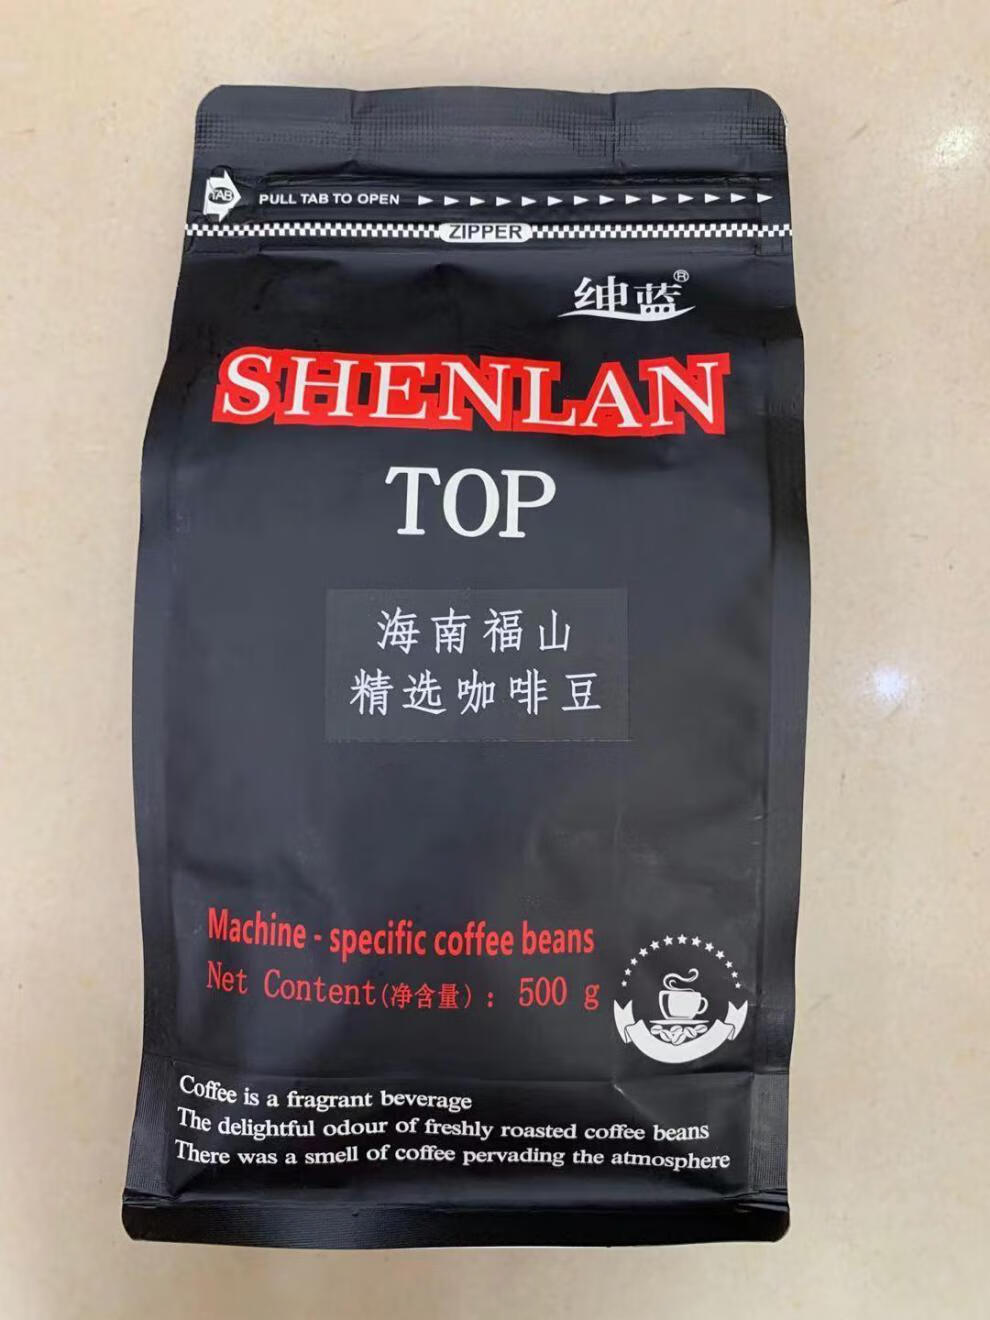 TAB
PULL TAB TO OPEN
ZIPPER
绅蓝®
SHENLAN
TOP
海南福山
精选咖啡豆
Machine - specific coffee beans
Net Content(净含量): 500 g
Coffee is a fragrant beverage
The delightful odour of freshly roasted coffee beans
There was a smell of coffee pervading the atmosphere